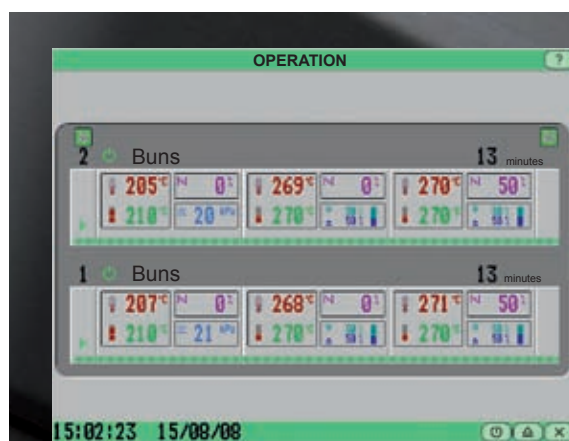 OPERATION ?
2 Buns 13 minutes
205°C N 0% 269°C N 0% 270°C N 50%
210°C = 20 kPa 270°C 270°C
1 Buns 13 minutes
207°C N 0% 268°C N 0% 271°C N 50%
210°C = 21 kPa 270°C 270°C
15:02:23 15/08/08